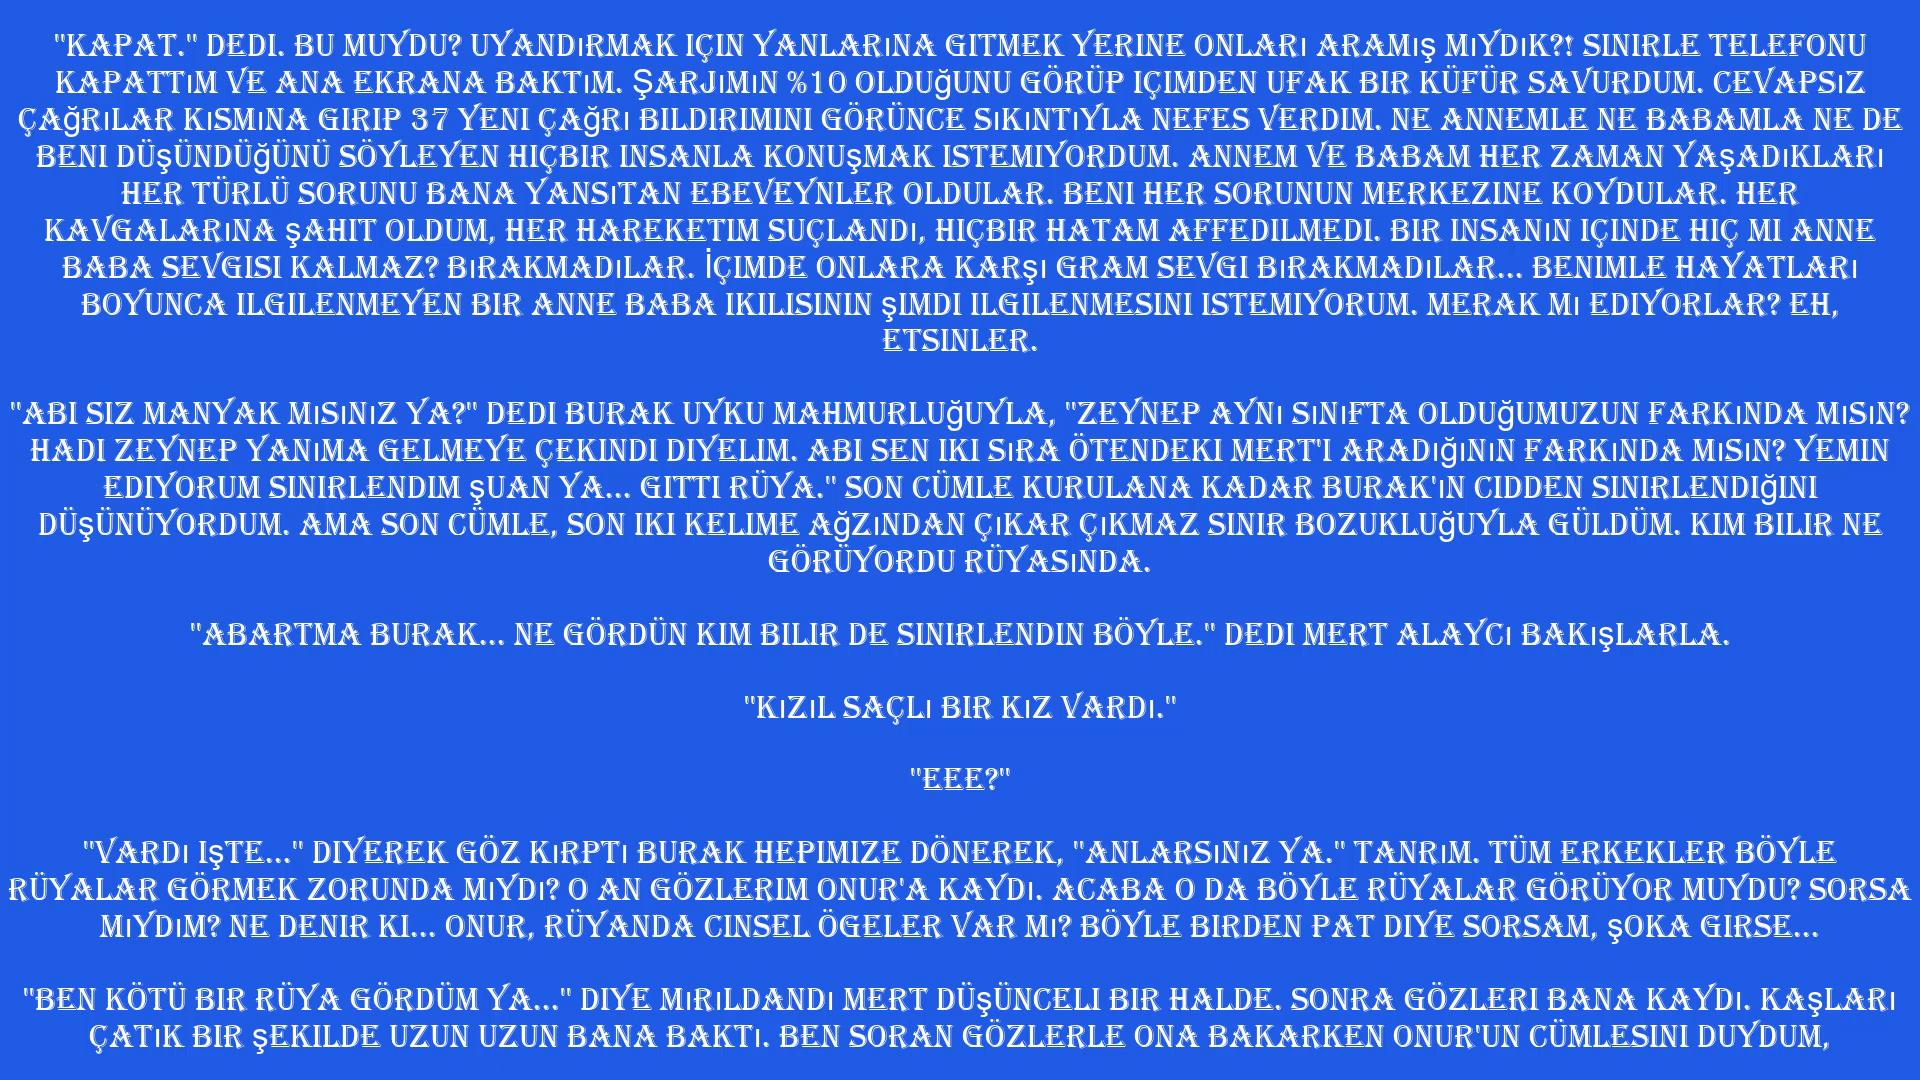 "KAPAT." DEDI. BU MUYDU? UYANDıRMAK IÇIN YANLARıNA GITMEK YERINE ONLARı ARAMış MıYDıK?! SINIRLE TELEFONU
KAPATTıM VE ANA EKRANA BAKTıM. ŞARJıMıN %10 OLDUğUNU GÖRÜP IÇIMDEN UFAK BIR KÜFÜR SAVURDUM. CEVAPSıZ
ÇAğRıLAR KıSMıNA GIRIP 37 YENI ÇAğRı BILDIRIMINI GÖRÜNCE SıKıNTıYLA NEFES VERDIM. NE ANNEMLE NE BABAMLA NE DE
BENI DÜşÜNDÜğÜNÜ SÖYLEYEN HIÇBIR INSANLA KONUşMAK ISTEMIYORDUM. ANNEM VE BABAM HER ZAMAN YAşADıKLARı
HER TÜRLÜ SORUNU BANA YANSıTAN EBEVEYNLER OLDULAR. BENI HER SORUNUN MERKEZINE KOYDULAR. HER
KAVGALARıNA şAHIT OLDUM, HER HAREKETIM SUÇLANDı, HIÇBIR HATAM AFFEDILMEDI. BIR INSANıN IÇINDE HIÇ MI ANNE
BABA SEVGISI KALMAZ? BıRAKMADıLAR. İÇIMDE ONLARA KARşı GRAM SEVGI BıRAKMADıLAR... BENIMLE HAYATLARı
BOYUNCA ILGILENMEYEN BIR ANNE BABA IKILISININ şIMDI ILGILENMESINI ISTEMIYORUM. MERAK Mı EDIYORLAR? EH,
ETSINLER.
"ABI SIZ MANYAK MıSıNıZ YA?" DEDI BURAK UYKU MAHMURLUğUYLA, "ZEYNEP AYNı SıNıFTA OLDUğUMUZUN FARKıNDA MıSıN?
HADI ZEYNEP YANıMA GELMEYE ÇEKINDI DIYELIM. ABI SEN IKI SıRA ÖTENDEKI MERT'I ARADığıNıN FARKıNDA MıSıN? YEMIN
EDIYORUM SINIRLENDIM şUAN YA... GITTI RÜYA." SON CÜMLE KURULANA KADAR BURAK'ıN CIDDEN SINIRLENDIğINI
DÜşÜNÜYORDUM. AMA SON CÜMLE, SON IKI KELIME AğZıNDAN ÇıKAR ÇıKMAZ SINIR BOZUKLUğUYLA GÜLDÜM. KIM BILIR NE
GÖRÜYORDU RÜYASıNDA.
"ABARTMA BURAK... NE GÖRDÜN KIM BILIR DE SINIRLENDIN BÖYLE." DEDI MERT ALAYCı BAKışLARLA.
"KıZıL SAÇLı BIR KıZ VARDı."
"EEE?"
"VARDı IşTE..." DIYEREK GÖZ KıRPTı BURAK HEPIMIZE DÖNEREK, "ANLARSıNıZ YA." TANRıM. TÜM ERKEKLER BÖYLE
RÜYALAR GÖRMEK ZORUNDA MıYDı? O AN GÖZLERIM ONUR'A KAYDı. ACABA O DA BÖYLE RÜYALAR GÖRÜYOR MUYDU? SORSA
MıYDıM? NE DENIR KI... ONUR, RÜYANDA CINSEL ÖGELER VAR Mı? BÖYLE BIRDEN PAT DIYE SORSAM, şOKA GIRSE...
"BEN KÖTÜ BIR RÜYA GÖRDÜM YA..." DIYE MıRıLDANDı MERT DÜşÜNCELI BIR HALDE. SONRA GÖZLERI BANA KAYDı. KAşLARı
ÇATıK BIR şEKILDE UZUN UZUN BANA BAKTı. BEN SORAN GÖZLERLE ONA BAKARKEN ONUR'UN CÜMLESINI DUYDUM,